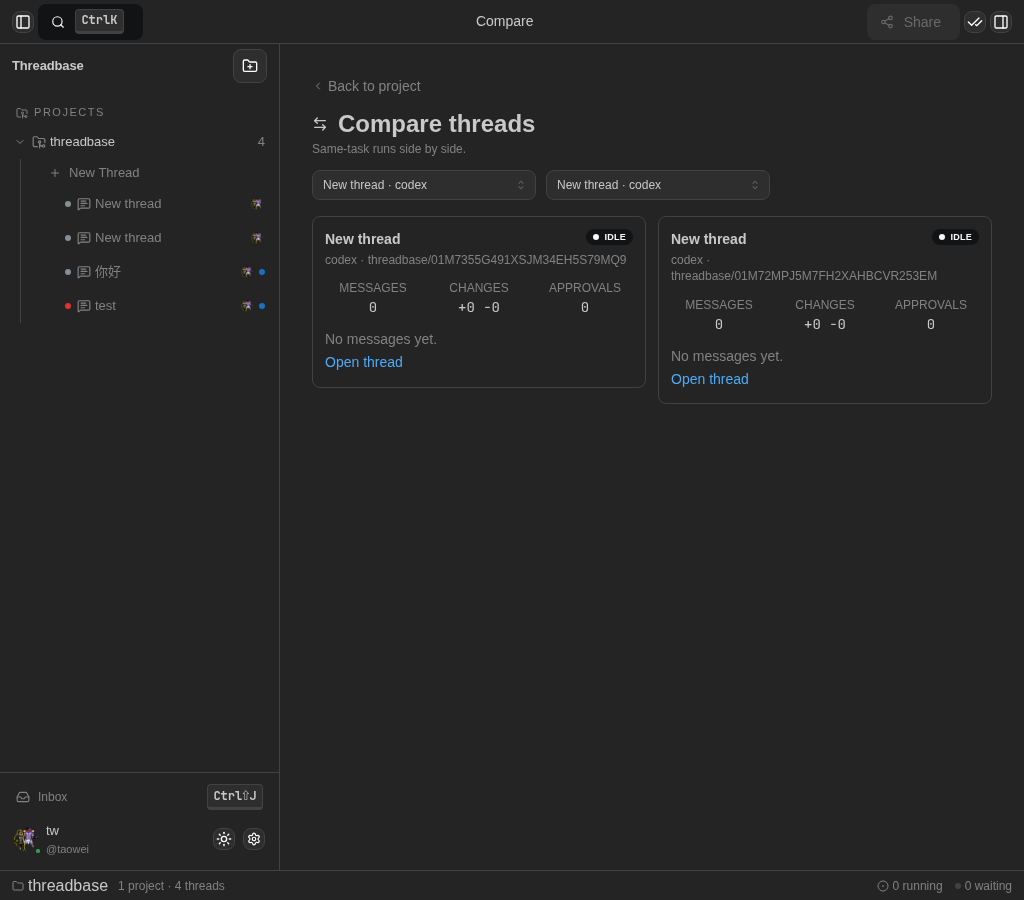 CtrlK
Compare
Share
Threadbase
PROJECTS
threadbase 4
New Thread
New thread
New thread
你好
test
Back to project
Compare threads
Same-task runs side by side.
New thread · codex
New thread · codex
New thread
IDLE
codex · threadbase/01M7355G491XSJM34EH5S79MQ9
MESSAGES CHANGES APPROVALS
0 +0 -0 0
No messages yet.
Open thread
New thread
IDLE
codex ·
threadbase/01M72MPJ5M7FH2XAHBCVR253EM
MESSAGES CHANGES APPROVALS
0 +0 -0 0
No messages yet.
Open thread
Inbox
Ctrl⇧J
tw
@taowei
threadbase 1 project · 4 threads
0 running 0 waiting